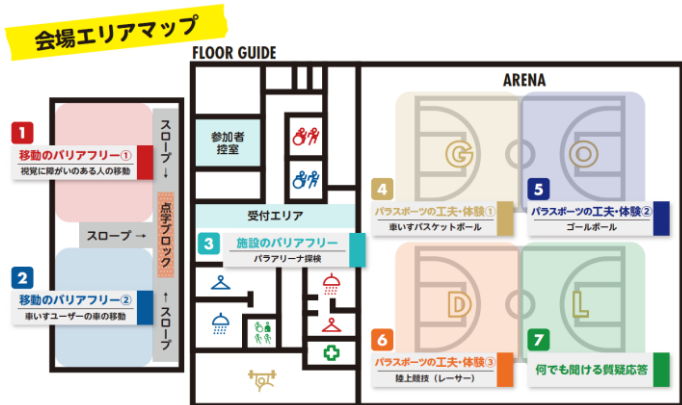 会場エリアマップ
FLOOR GUIDE
ARENA
1
移動のバリアフリー①
視覚に障がいのある人の移動
スロープ↓
点字ブロック
スロープ →
2
移動のバリアフリー②
車いすユーザーの車の移動
↑スロープ
参加者
控室
受付エリア
3
施設のバリアフリー
パラアリーナ探検
G
4
パラスポーツの工夫・体験①
車いすバスケットボール
O
5
パラスポーツの工夫・体験②
ゴールボール
D
6
パラスポーツの工夫・体験③
陸上競技（レーサー）
L
7
何でも聞ける質疑応答